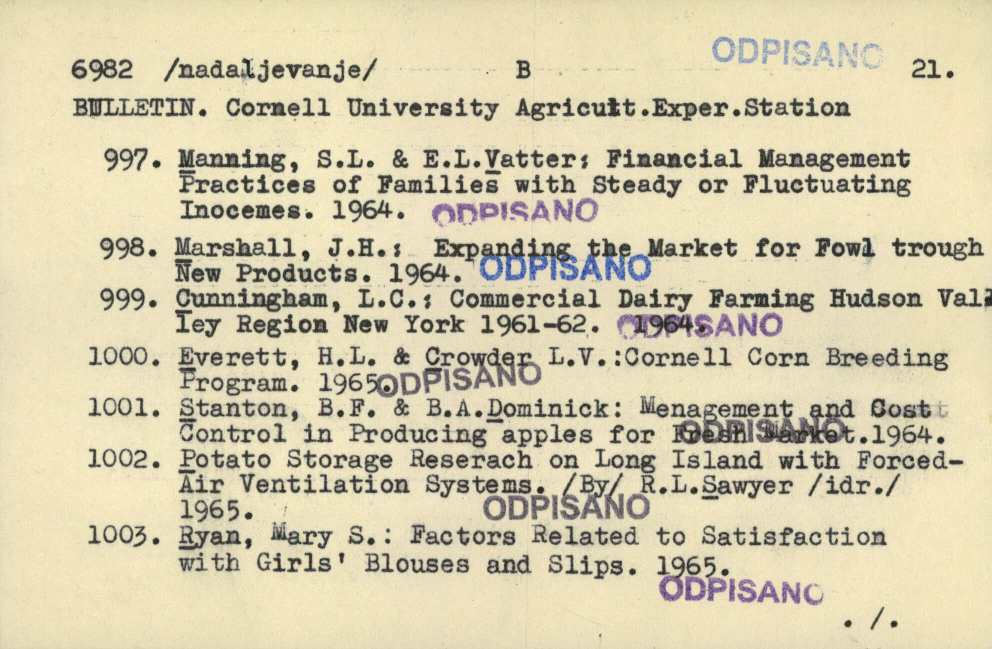 ODPISANO
6982 /nadaljevanje/ B 21.
BULLETIN. Cornell University Agricult.Exper.Station
997. Manning, S.L. & E.L.Vatter: Financial Management
Practices of Families with Steady or Fluctuating
Inocemes. 1964. ODPISANO
998. Marshall, J.H.: Expanding the Market for Fowl trough
New Products. 1964. ODPISANO
999. Cunningham, L.C.: Commercial Dairy Farming Hudson Val-
ley Region New York 1961-62. 1964. ODPISANO
1000. Everett, H.L. & Crowder L.V.:Cornell Corn Breeding
Program. 1965. ODPISANO
1001. Stanton, B.F. & B.A.Dominick: Menagement and Cost
Control in Producing apples for Fresh Market.1964.
ODPISANO
1002. Potato Storage Reserach on Long Island with Forced-
Air Ventilation Systems. /By/ R.L.Sawyer /idr./
1965. ODPISANO
1003. Ryan, Mary S.: Factors Related to Satisfaction
with Girls' Blouses and Slips. 1965.
ODPISANO
./.